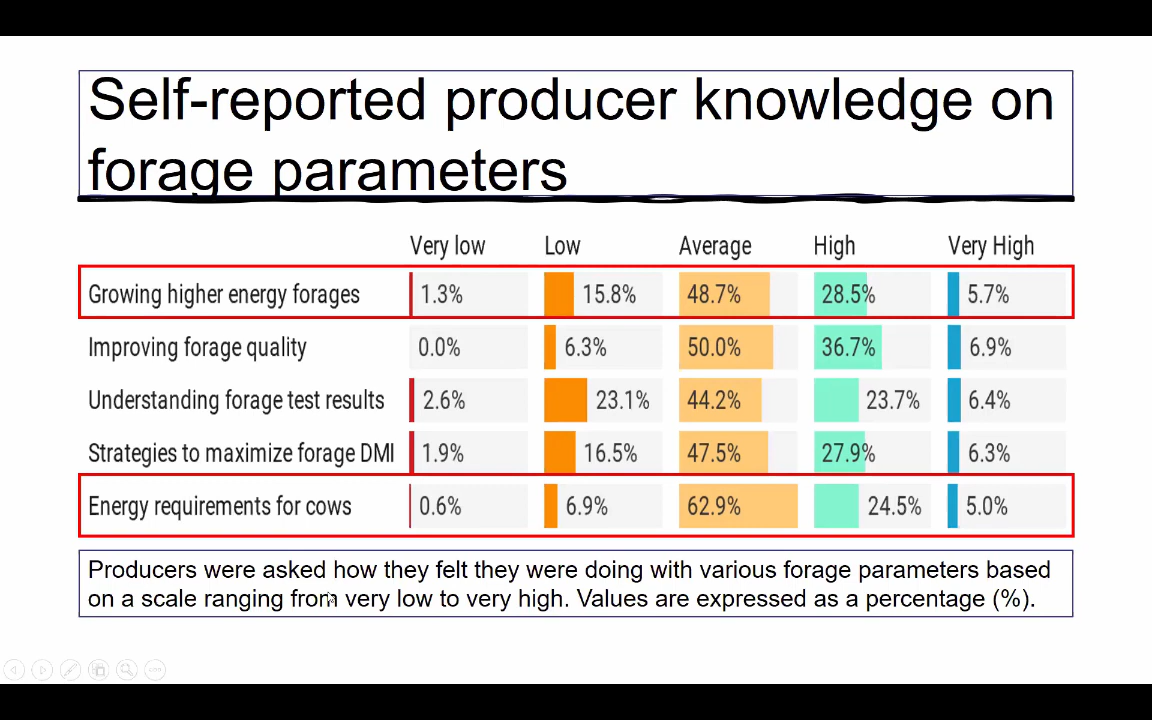 Self-reported producer knowledge on
forage parameters
Very low Low Average High Very High
Growing higher energy forages 1.3% 15.8% 48.7% 28.5% 5.7%
Improving forage quality 0.0% 6.3% 50.0% 36.7% 6.9%
Understanding forage test results 2.6% 23.1% 44.2% 23.7% 6.4%
Strategies to maximize forage DMI 1.9% 16.5% 47.5% 27.9% 6.3%
Energy requirements for cows 0.6% 6.9% 62.9% 24.5% 5.0%
Producers were asked how they felt they were doing with various forage parameters based
on a scale ranging from very low to very high. Values are expressed as a percentage (%).